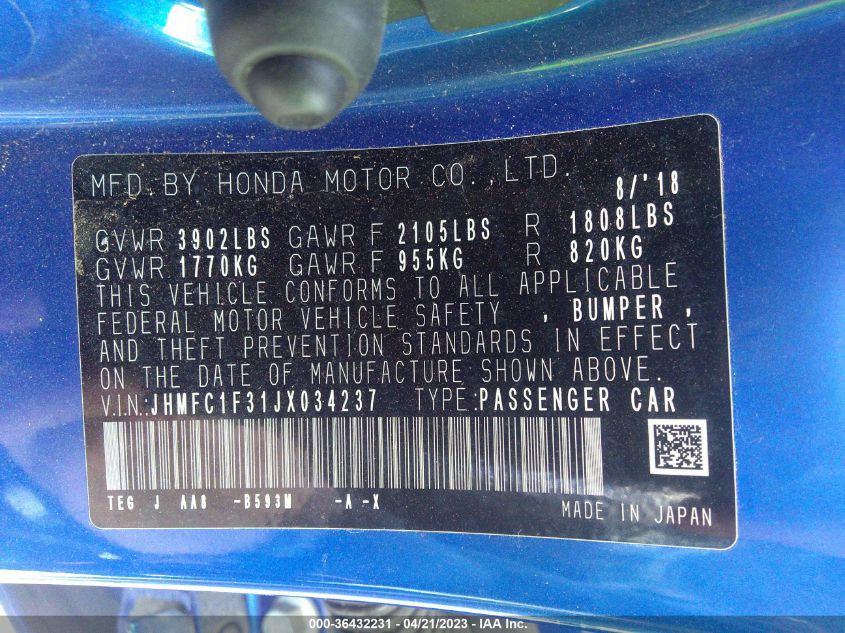 MFD.BY HONDA MOTOR CO.,LTD. 8/'18
GVWR 3902LBS GAWR F 2105LBS R 1808LBS
GVWR 1770KG GAWR F 955KG R 820KG
THIS VEHICLE CONFORMS TO ALL APPLICABLE
FEDERAL MOTOR VEHICLE SAFETY , BUMPER ,
AND THEFT PREVENTION STANDARDS IN EFFECT
ON THE DATE OF MANUFACTURE SHOWN ABOVE.
V.I.N.:JHMFC1F31JX034237 TYPE:PASSENGER CAR
TEG J AA8 -B593M -A -X
MADE IN JAPAN
000-36432231 - 04/21/2023 - IAA Inc.